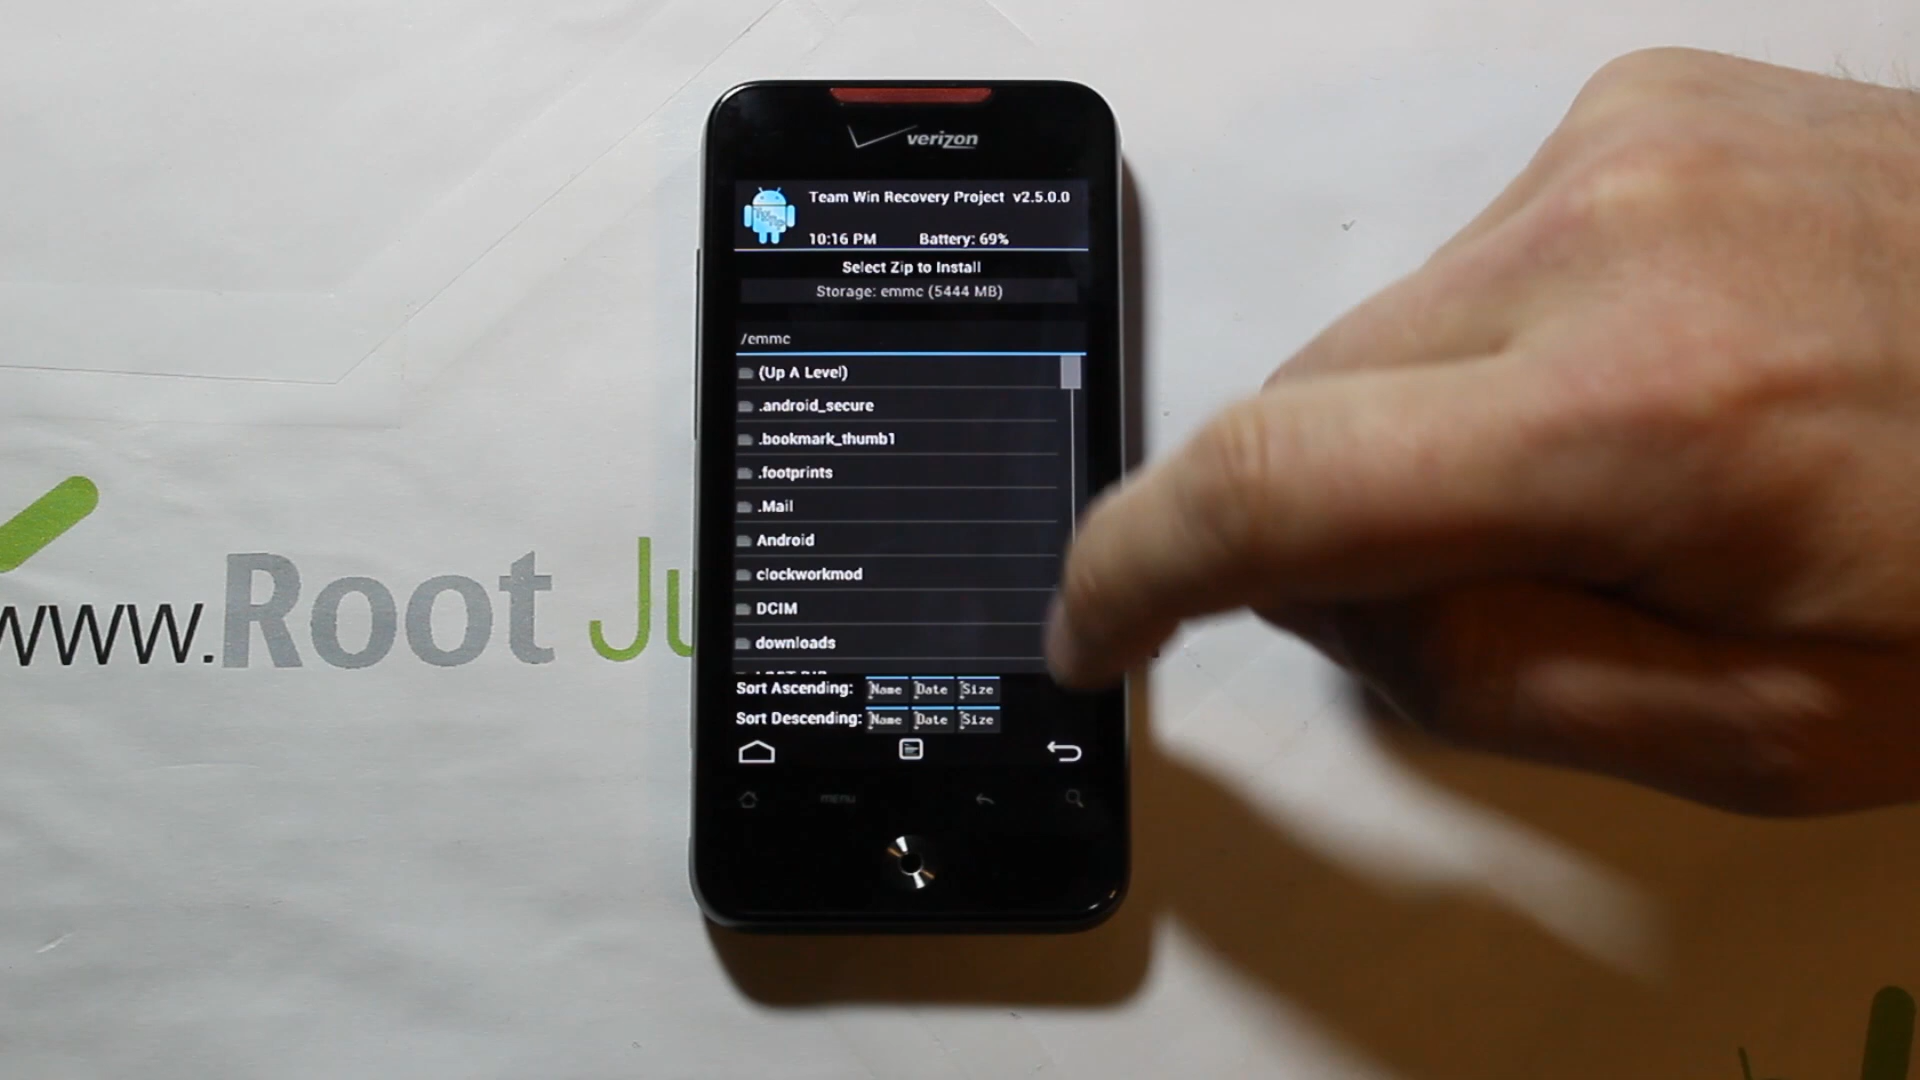 verizon
Team Win Recovery Project v2.5.0.0
10:16 PM Battery: 69%
Select Zip to Install
Storage: emmc (5444 MB)
/emmc
(Up A Level)
.android_secure
.bookmark_thumb1
.footprints
.Mail
Android
clockworkmod
DCIM
downloads
Sort Ascending: Name Date Size
Sort Descending: Name Date Size
menu
www.Root Ju